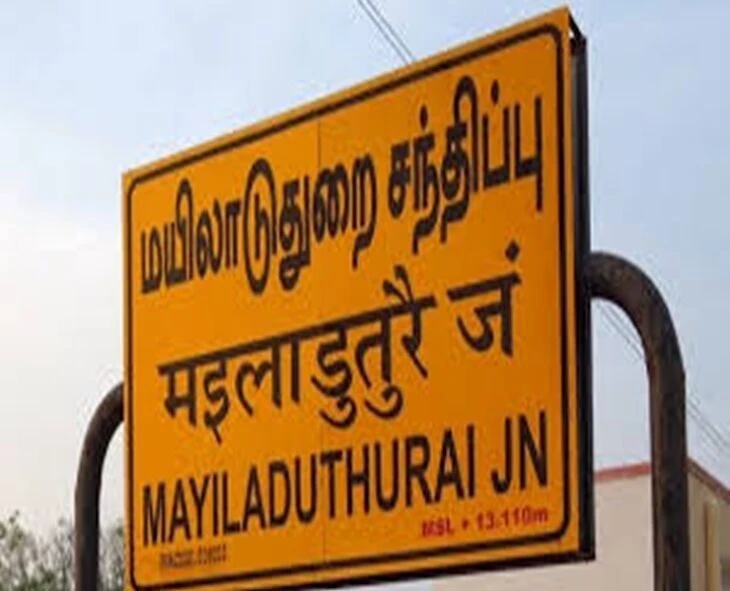 மயிலாடுதுறை சந்திப்பு
मइलाडुतुरै जं
MAYILADUTHURAI JN
MSL + 13.110m